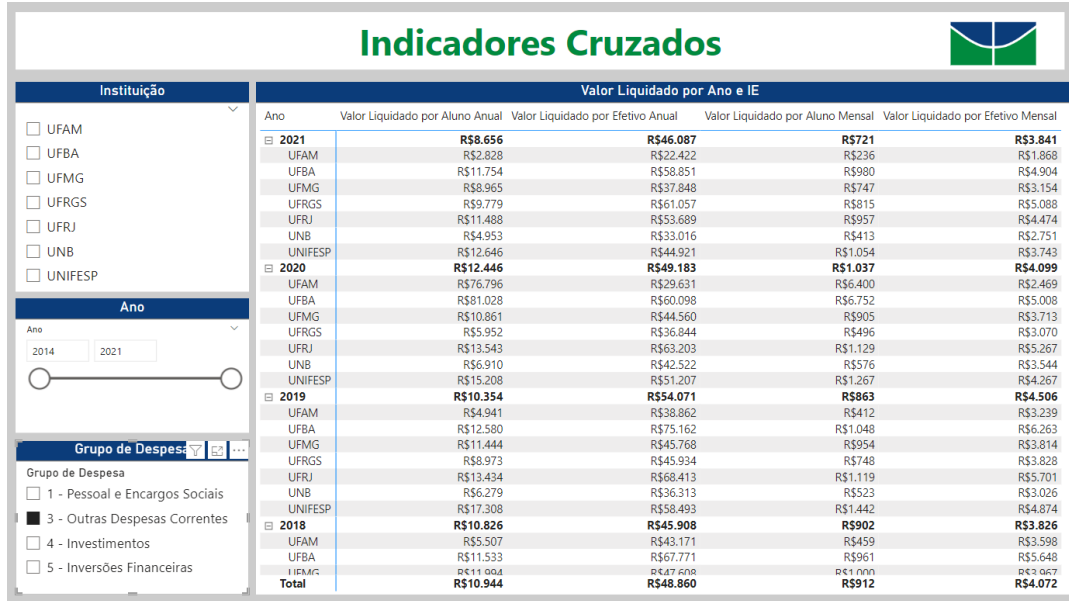 Indicadores Cruzados
Instituição
UFAM
UFBA
UFMG
UFRGS
UFRJ
UNB
UNIFESP
Ano
Ano
2014 2021
Grupo de Despesa
Grupo de Despesa
1 - Pessoal e Encargos Sociais
3 - Outras Despesas Correntes
4 - Investimentos
5 - Inversões Financeiras
Valor Liquidado por Ano e IE
Ano Valor Liquidado por Aluno Anual Valor Liquidado por Efetivo Anual Valor Liquidado por Aluno Mensal Valor Liquidado por Efetivo Mensal
2021 R$8.656 R$46.087 R$721 R$3.841
UFAM R$2.828 R$22.422 R$236 R$1.868
UFBA R$11.754 R$58.851 R$980 R$4.904
UFMG R$8.965 R$37.848 R$747 R$3.154
UFRGS R$9.779 R$61.057 R$815 R$5.088
UFRJ R$11.488 R$53.689 R$957 R$4.474
UNB R$4.953 R$33.016 R$413 R$2.751
UNIFESP R$12.646 R$44.921 R$1.054 R$3.743
2020 R$12.446 R$49.183 R$1.037 R$4.099
UFAM R$76.796 R$29.631 R$6.400 R$2.469
UFBA R$81.028 R$60.098 R$6.752 R$5.008
UFMG R$10.861 R$44.560 R$905 R$3.713
UFRGS R$5.952 R$36.844 R$496 R$3.070
UFRJ R$13.543 R$63.203 R$1.129 R$5.267
UNB R$6.910 R$42.522 R$576 R$3.544
UNIFESP R$15.208 R$51.207 R$1.267 R$4.267
2019 R$10.354 R$54.071 R$863 R$4.506
UFAM R$4.941 R$38.862 R$412 R$3.239
UFBA R$12.580 R$75.162 R$1.048 R$6.263
UFMG R$11.444 R$45.768 R$954 R$3.814
UFRGS R$8.973 R$45.934 R$748 R$3.828
UFRJ R$13.434 R$68.413 R$1.119 R$5.701
UNB R$6.279 R$36.313 R$523 R$3.026
UNIFESP R$17.308 R$58.493 R$1.442 R$4.874
2018 R$10.826 R$45.908 R$902 R$3.826
UFAM R$5.507 R$43.171 R$459 R$3.598
UFBA R$11.533 R$67.771 R$961 R$5.648
UFMG R$11.994 R$47.608 R$1.000 R$3.967
Total R$10.944 R$48.860 R$912 R$4.072